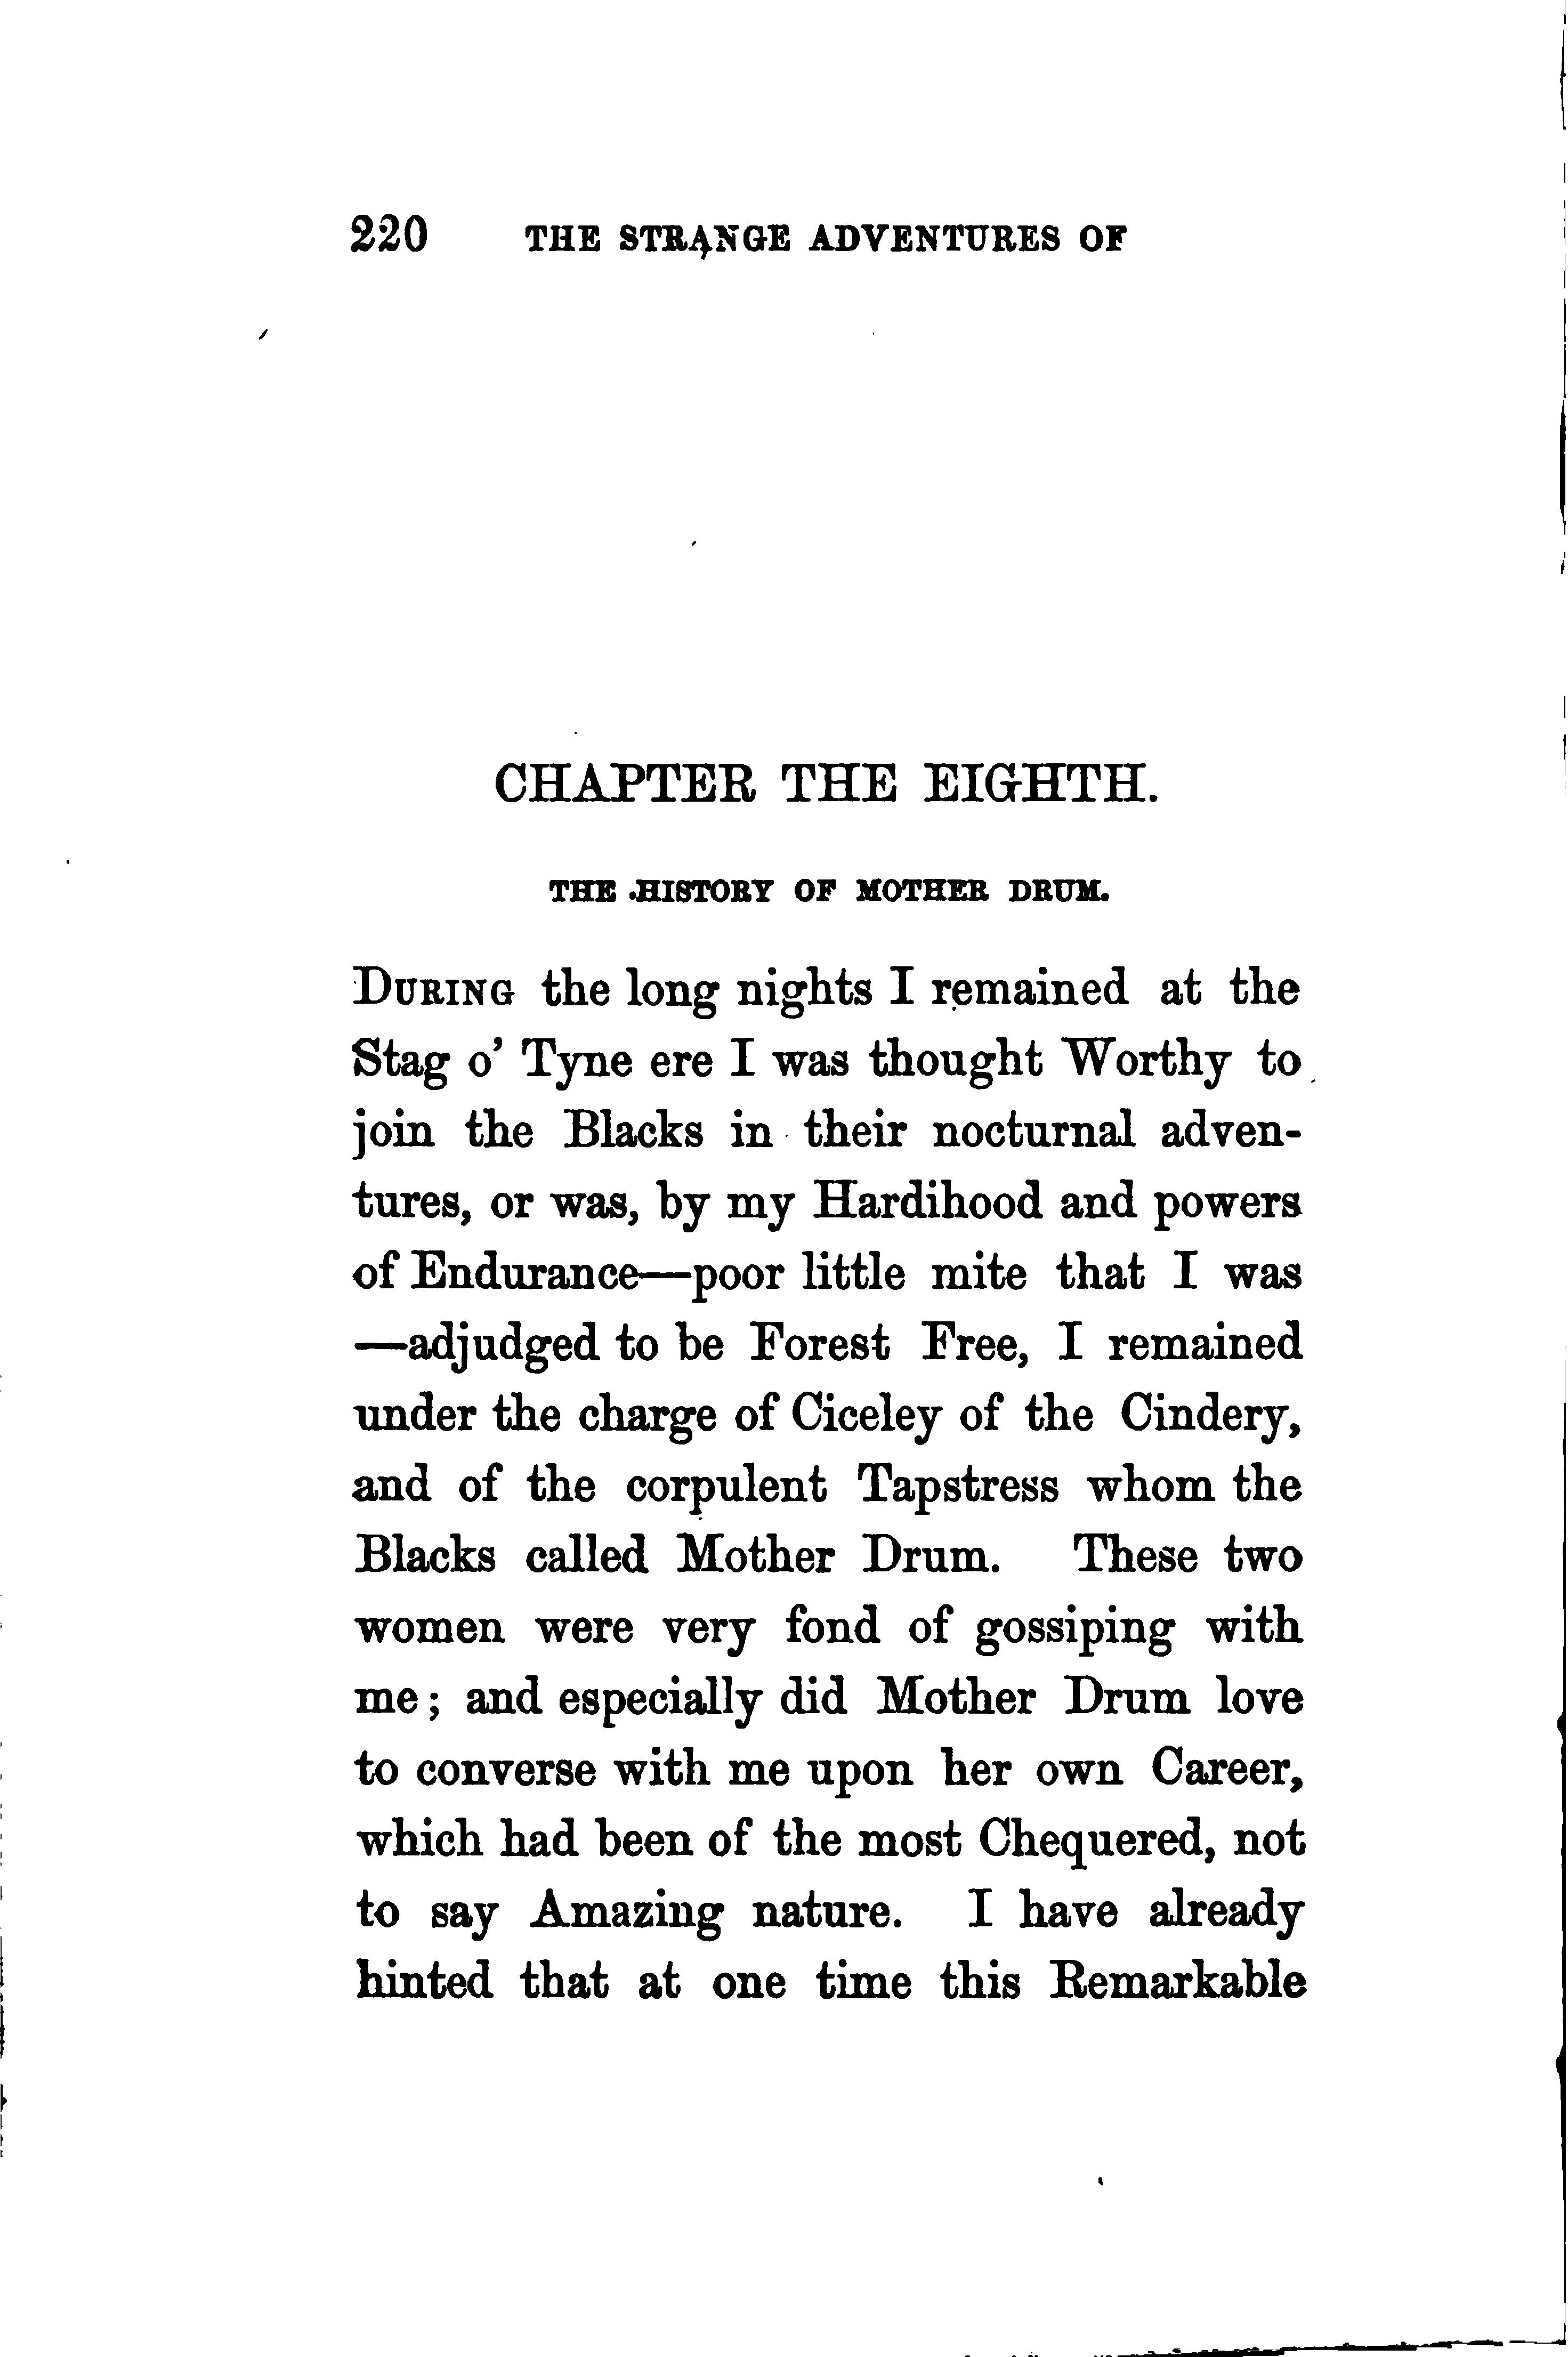 220 THE STRANGE ADVENTURES OF
CHAPTER THE EIGHTH.
THE HISTORY OF MOTHER DRUM.
DURING the long nights I remained at the
Stag o' Tyne ere I was thought Worthy to
join the Blacks in their nocturnal adven-
tures, or was, by my Hardihood and powers
of Endurance—poor little mite that I was
—adjudged to be Forest Free, I remained
under the charge of Ciceley of the Cindery,
and of the corpulent Tapstress whom the
Blacks called Mother Drum. These two
women were very fond of gossiping with
me; and especially did Mother Drum love
to converse with me upon her own Career,
which had been of the most Chequered, not
to say Amazing nature. I have already
hinted that at one time this Remarkable